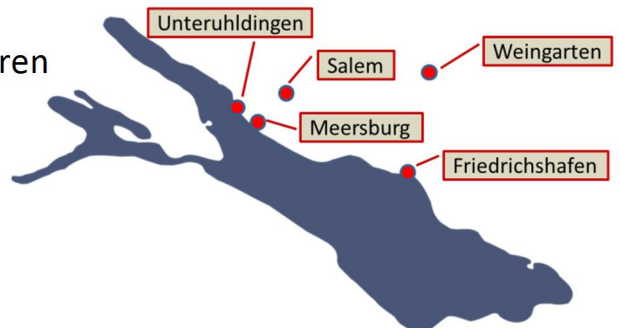 Unteruhldingen
ren
Salem
Weingarten
Meersburg
Friedrichshafen